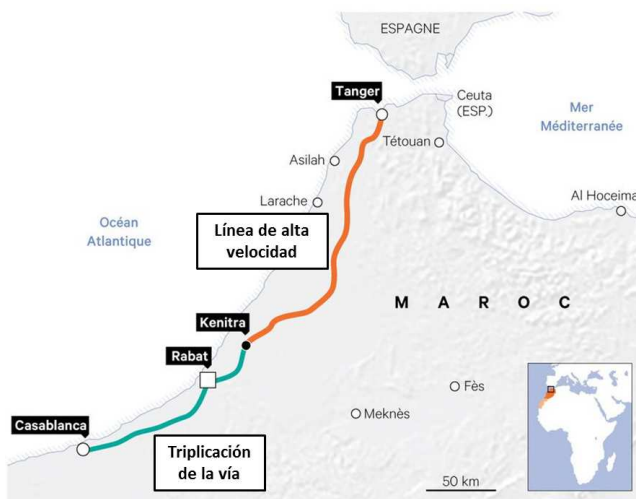 ESPAGNE
Tanger
Ceuta
(ESP.)
Mer
Méditerranée
Tétouan
Asilah
Al Hoceima
Larache
Océan
Atlantique
Línea de alta
velocidad
M A R O C
Kenitra
Rabat
Fès
Meknès
Casablanca
Triplicación
de la vía
50 km